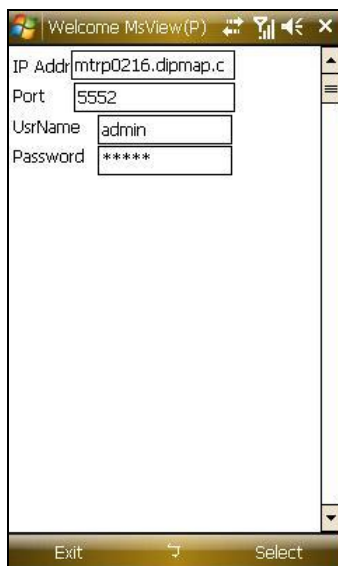 Welcome MsView(P)
IP Addr mtrp0216.dipmap.c
Port 5552
UsrName admin
Password *****
Exit Select